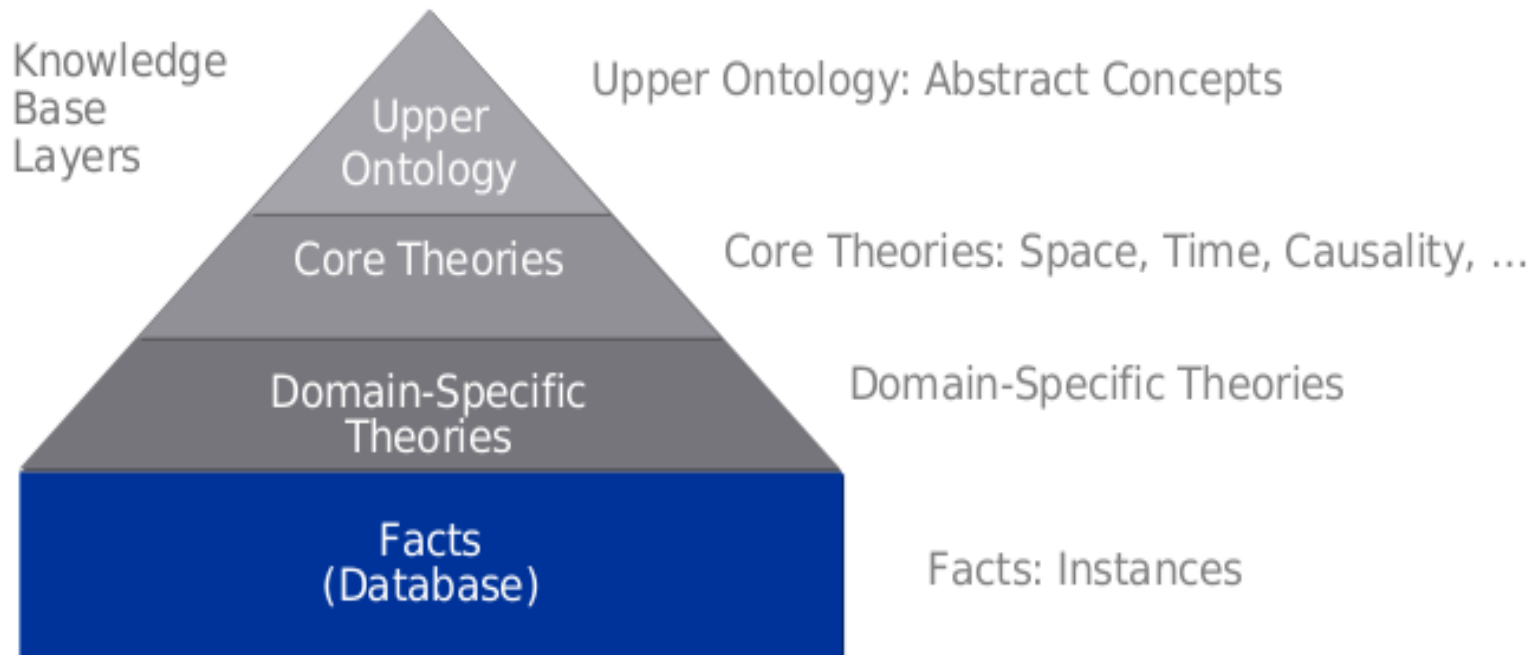 Knowledge
Base
Layers
Upper
Ontology
Upper Ontology: Abstract Concepts
Core Theories
Core Theories: Space, Time, Causality, ...
Domain-Specific
Theories
Domain-Specific Theories
Facts
(Database)
Facts: Instances